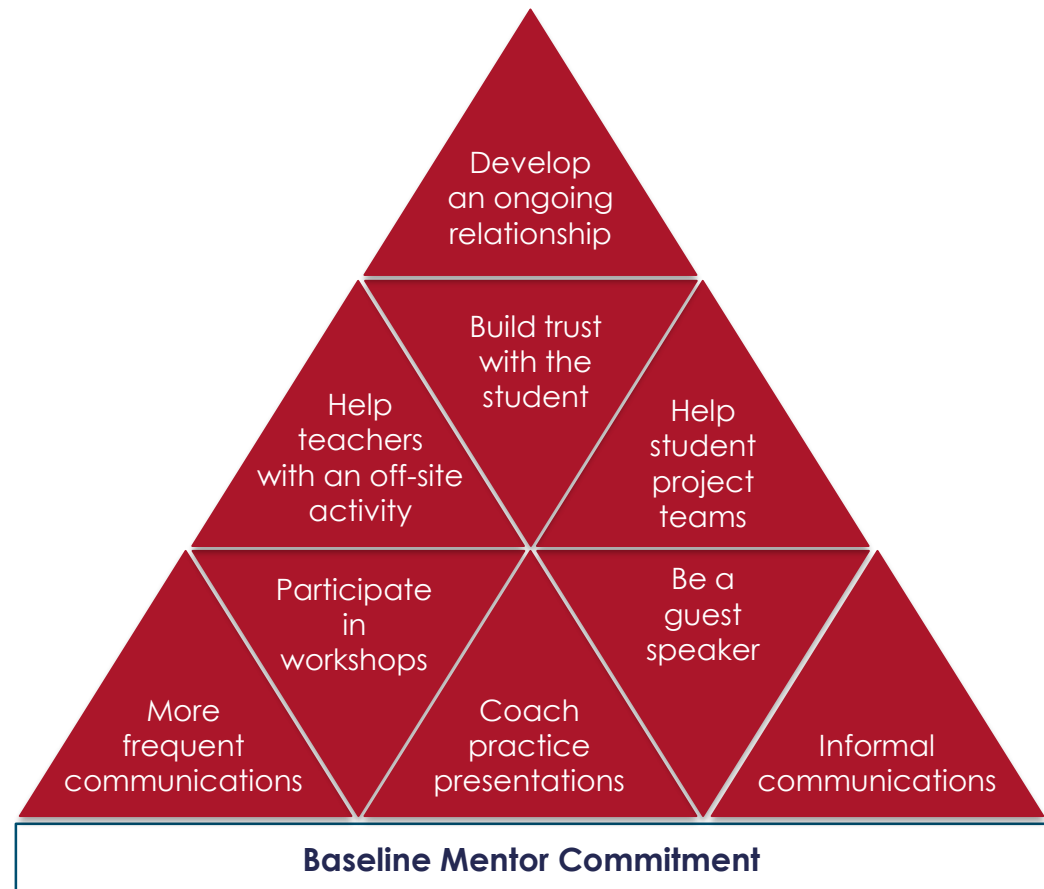 Develop
an ongoing
relationship
Help
teachers
with an off-site
activity
Build trust
with the
student
Help
student
project
teams
More
frequent
communications
Participate
in
workshops
Coach
practice
presentations
Be a
guest
speaker
Informal
communications
Baseline Mentor Commitment